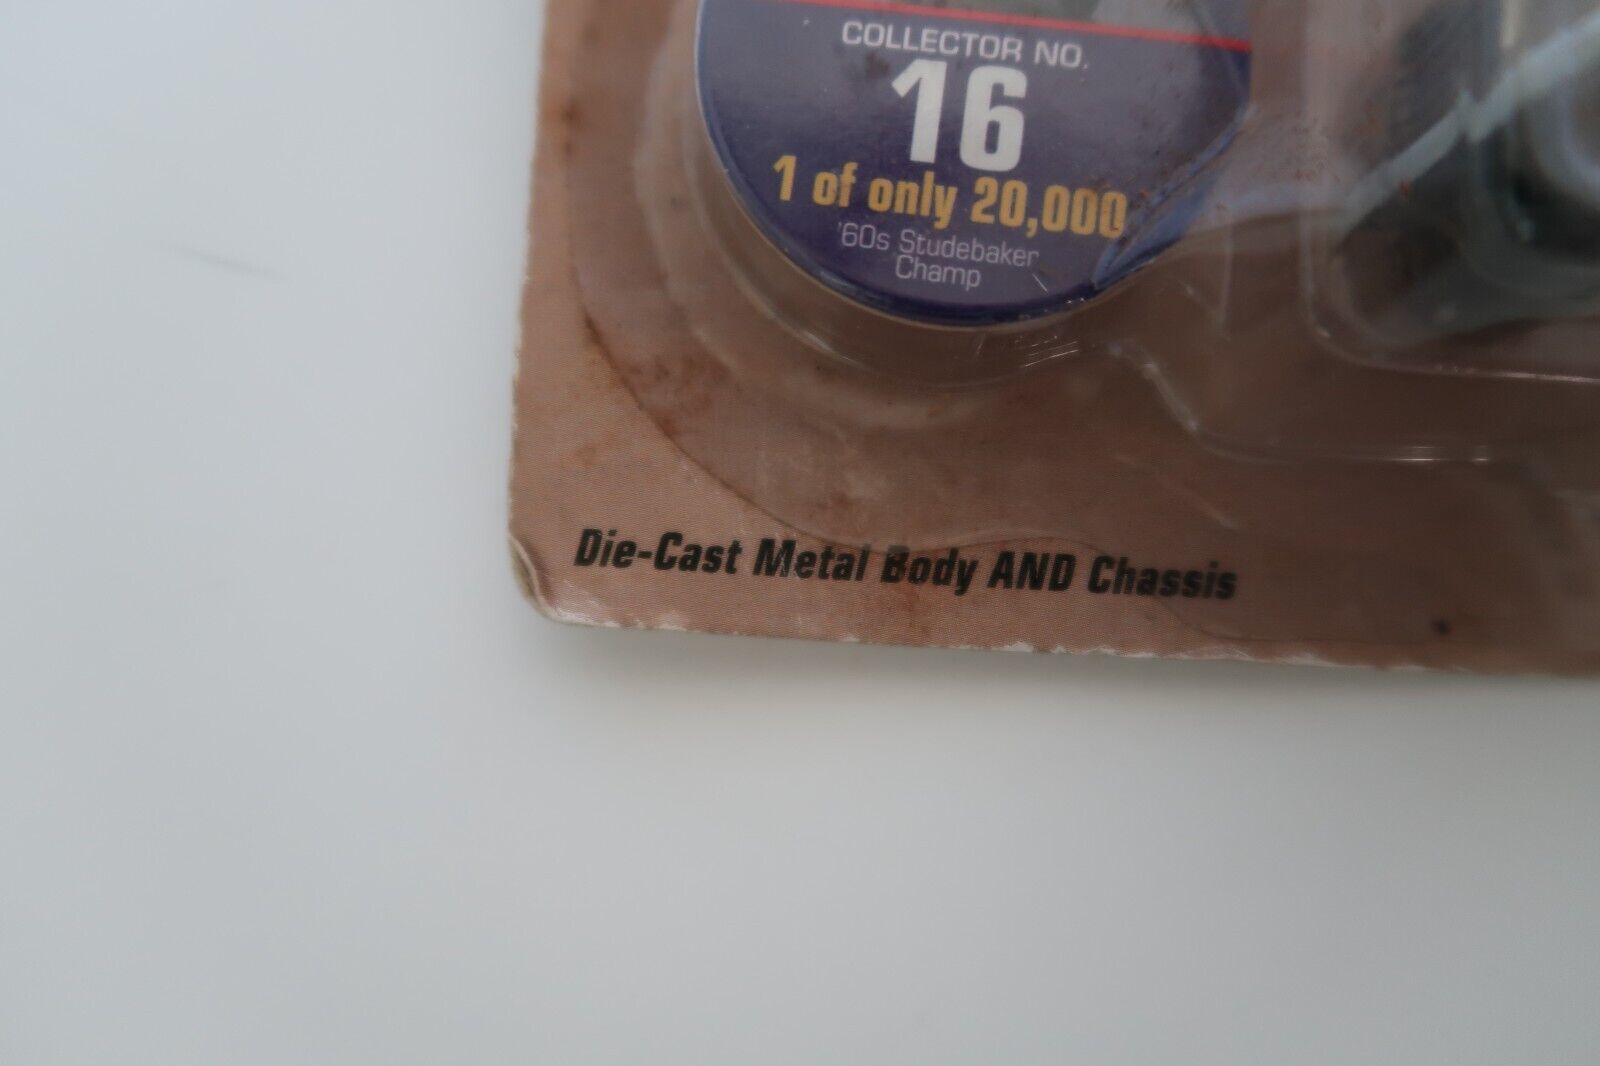 COLLECTOR NO.
16
1 of only 20,000
'60s Studebaker
Champ
Die-Cast Metal Body AND Chassis